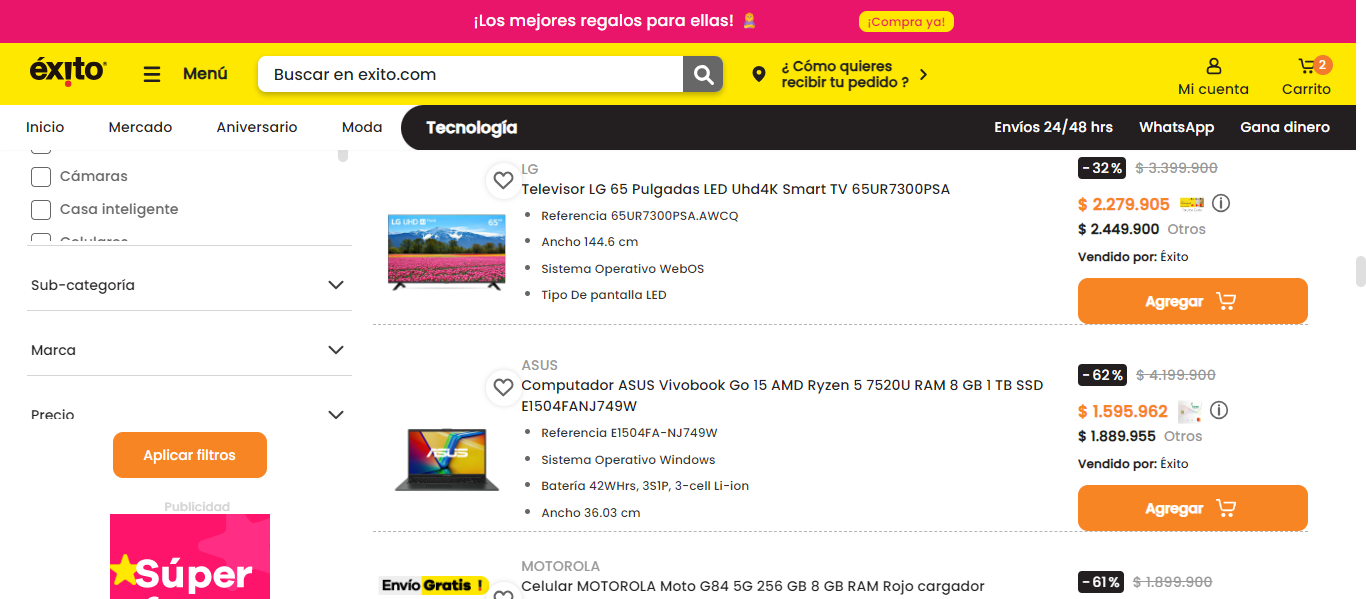 ¡Los mejores regalos para ellas!
¡Compra ya!
éxito
Menú
Buscar en exito.com
¿ Cómo quieres
recibir tu pedido ?
Mi cuenta
2
Carrito
Inicio
Mercado
Aniversario
Moda
Tecnología
Envíos 24/48 hrs
WhatsApp
Gana dinero
Cámaras
Casa inteligente
Celulares
Sub-categoría
Marca
Precio
Aplicar filtros
Publicidad
Súper
LG UHD
65"
LG
Televisor LG 65 Pulgadas LED Uhd4K Smart TV 65UR7300PSA
Referencia 65UR7300PSA.AWCQ
Ancho 144.6 cm
Sistema Operativo WebOS
Tipo De pantalla LED
-32%
$ 3.399.900
$ 2.279.905
$ 2.449.900 Otros
Vendido por: Éxito
Agregar
ASUS
ASUS
Computador ASUS Vivobook Go 15 AMD Ryzen 5 7520U RAM 8 GB 1 TB SSD
E1504FANJ749W
Referencia E1504FA-NJ749W
Sistema Operativo Windows
Batería 42WHrs, 3S1P, 3-cell Li-ion
Ancho 36.03 cm
-62%
$ 4.199.900
$ 1.595.962
$ 1.889.955 Otros
Vendido por: Éxito
Agregar
Envío Gratis !
MOTOROLA
Celular MOTOROLA Moto G84 5G 256 GB 8 GB RAM Rojo cargador
-61%
$ 1.899.900